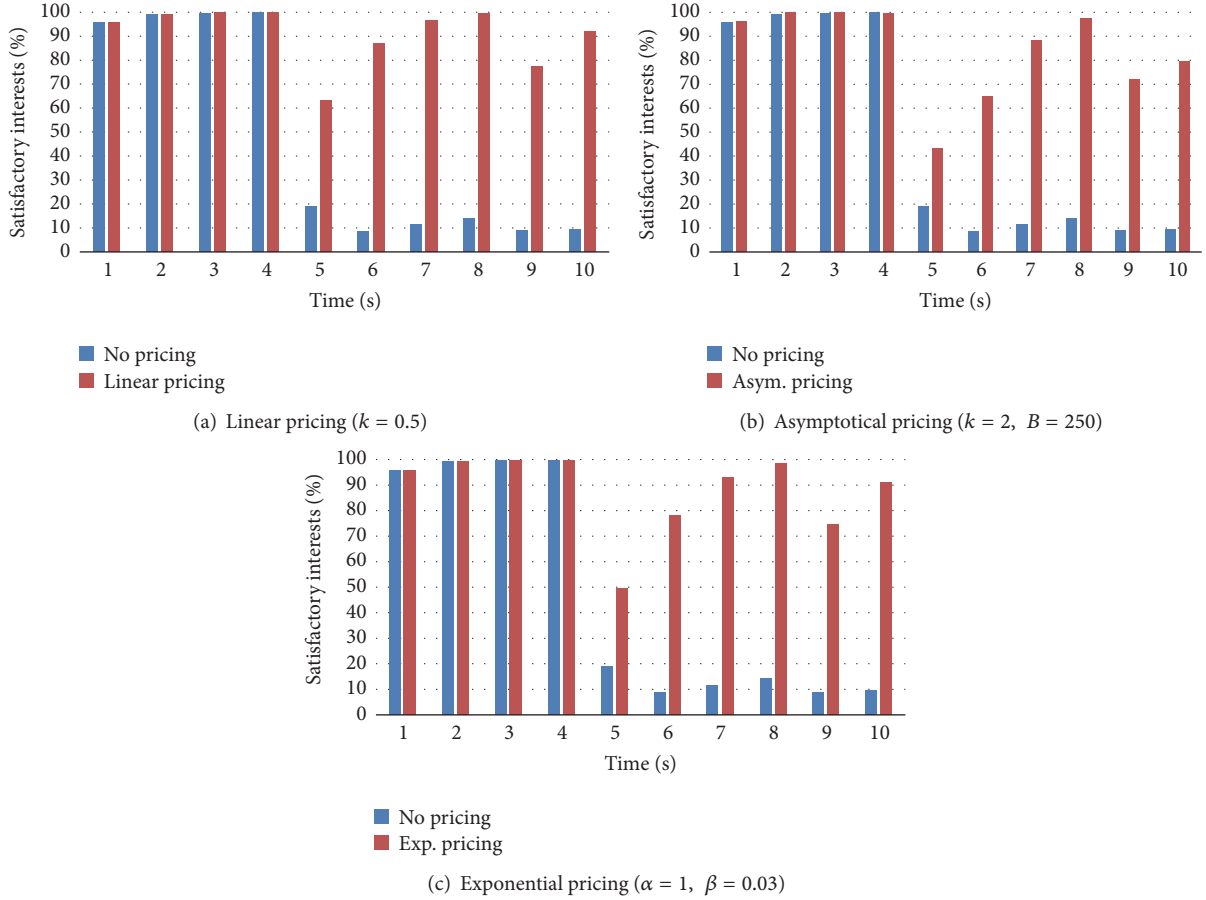 Satisfactory interests (%)
100
90
80
70
60
50
40
30
20
10
0
1 2 3 4 5 6 7 8 9 10
Time (s)
No pricing
Linear pricing
(a) Linear pricing (k = 0.5)
Satisfactory interests (%)
100
90
80
70
60
50
40
30
20
10
0
1 2 3 4 5 6 7 8 9 10
Time (s)
No pricing
Asym. pricing
(b) Asymptotical pricing (k = 2, B = 250)
Satisfactory interests (%)
100
90
80
70
60
50
40
30
20
10
0
1 2 3 4 5 6 7 8 9 10
Time (s)
No pricing
Exp. pricing
(c) Exponential pricing (α = 1, β = 0.03)